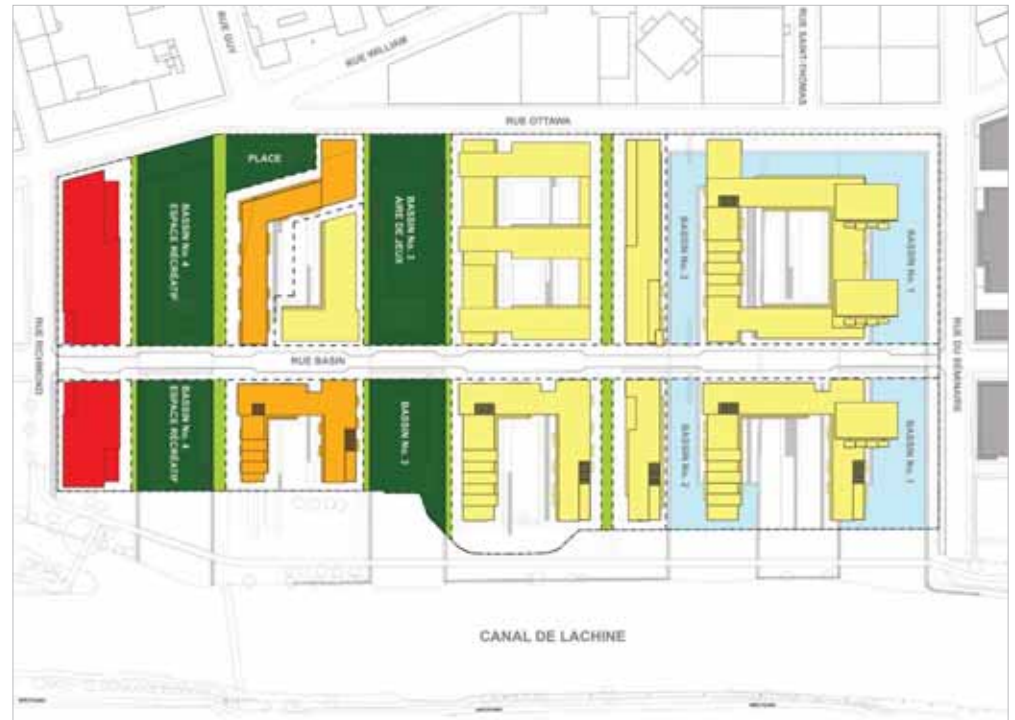 RUE GUY
RUE WILLIAM
RUE SAINT-THOMAS
RUE OTTAWA
PLACE
BASSIN No. 4
ESPACE RÉCRÉATIF
BASSIN No. 3
AIRE DE JEUX
BASSIN No. 2
BASSIN No. 1
RUE RICHMOND
RUE BASIN
RUE DU SÉMINAIRE
BASSIN No. 4
ESPACE RÉCRÉATIF
BASSIN No. 3
BASSIN No. 2
BASSIN No. 1
CANAL DE LACHINE